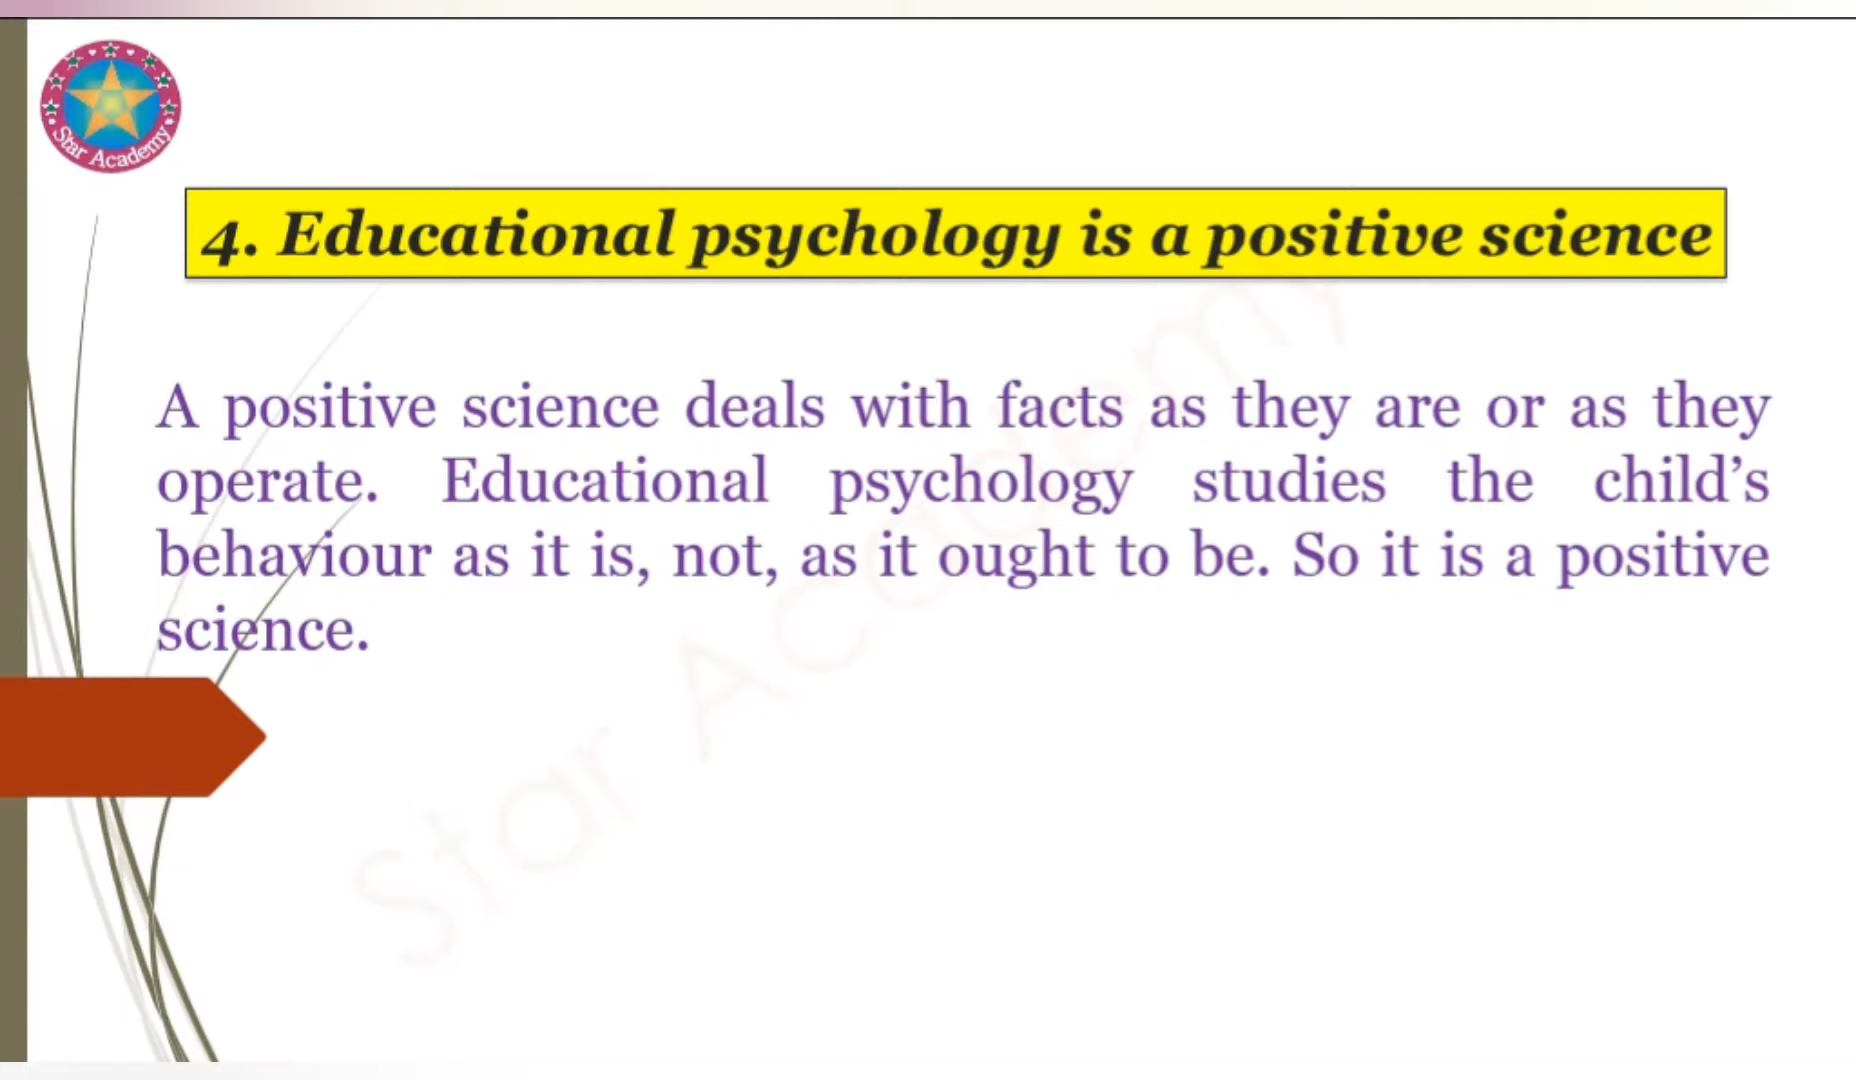 Star Academy
4. Educational psychology is a positive science
A positive science deals with facts as they are or as they
operate. Educational psychology studies the child’s
behaviour as it is, not, as it ought to be. So it is a positive
science.
Star Academy